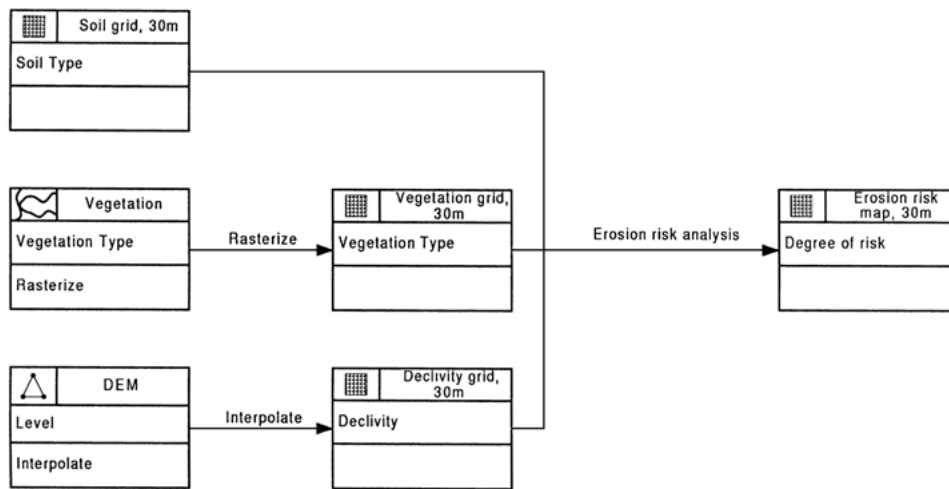 Soil grid, 30m
Soil Type
Vegetation
Vegetation Type
Rasterize
Rasterize
Vegetation grid,
30m
Vegetation Type
Erosion risk analysis
Erosion risk
map, 30m
Degree of risk
DEM
Level
Interpolate
Interpolate
Declivity grid,
30m
Declivity